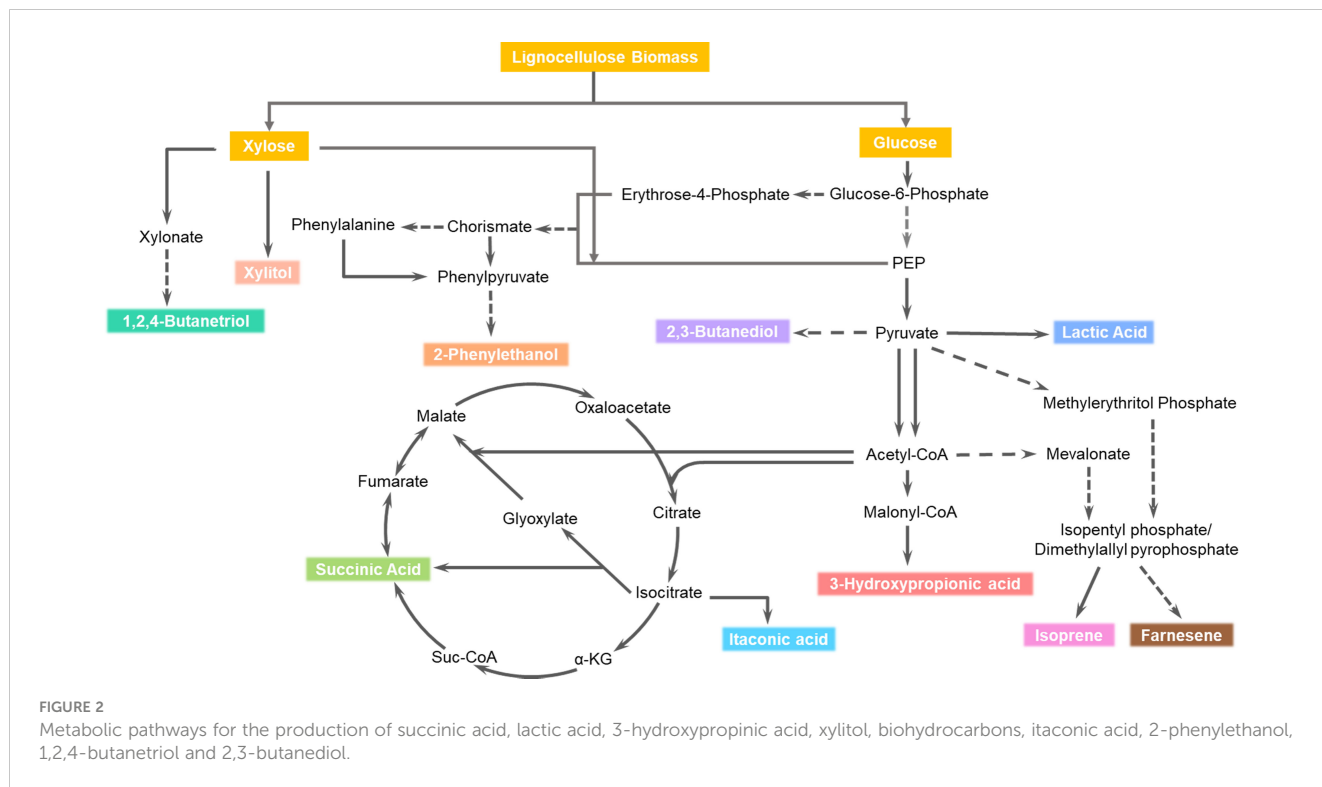 Lignocellulose Biomass
Xylose
Glucose
Erythrose-4-Phosphate
Glucose-6-Phosphate
Phenylalanine
Chorismate
Xylonate
Xylitol
PEP
Phenylpyruvate
1,2,4-Butanetriol
2,3-Butanediol
Pyruvate
Lactic Acid
2-Phenylethanol
Malate
Oxaloacetate
Methylerythritol Phosphate
Acetyl-CoA
Mevalonate
Fumarate
Glyoxylate
Citrate
Malonyl-CoA
Isopentyl phosphate/
Dimethylallyl pyrophosphate
Succinic Acid
3-Hydroxypropionic acid
Isocitrate
Itaconic acid
Isoprene
Farnesene
Suc-CoA
α-KG
FIGURE 2
Metabolic pathways for the production of succinic acid, lactic acid, 3-hydroxypropinic acid, xylitol, biohydrocarbons, itaconic acid, 2-phenylethanol,
1,2,4-butanetriol and 2,3-butanediol.